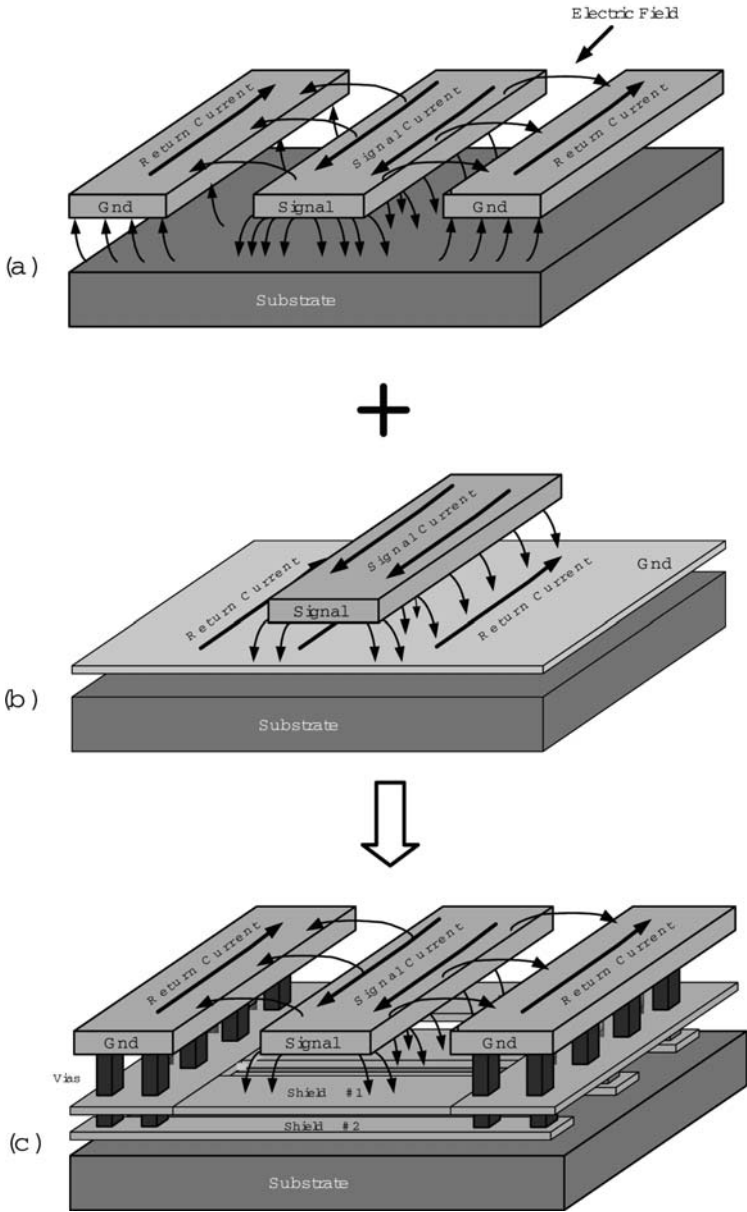 Electric Field
Return Current
Signal Current
Return Current
Gnd
Signal
Gnd
(a)
Substrate
+
Signal Current
Return Current
Gnd
Signal
Return Current
(b)
Substrate
Return Current
Signal Current
Return Current
Gnd
Signal
Gnd
Vias
Shield #1
Shield #2
(c)
Substrate